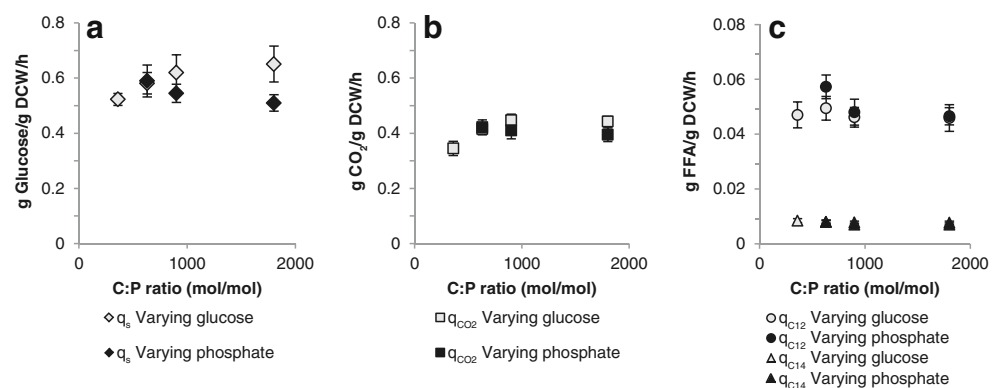 a
0.8
0.6
0.4
0.2
0
g Glucose/g DCW/h
0 1000 2000
C:P ratio (mol/mol)
qs Varying glucose
qs Varying phosphate
b
0.8
0.6
0.4
0.2
0
g CO2/g DCW/h
0 1000 2000
C:P ratio (mol/mol)
qCO2 Varying glucose
qCO2 Varying phosphate
c
0.08
0.06
0.04
0.02
0
g FFA/g DCW/h
0 1000 2000
C:P ratio (mol/mol)
qC12 Varying glucose
qC12 Varying phosphate
qC14 Varying glucose
qC14 Varying phosphate